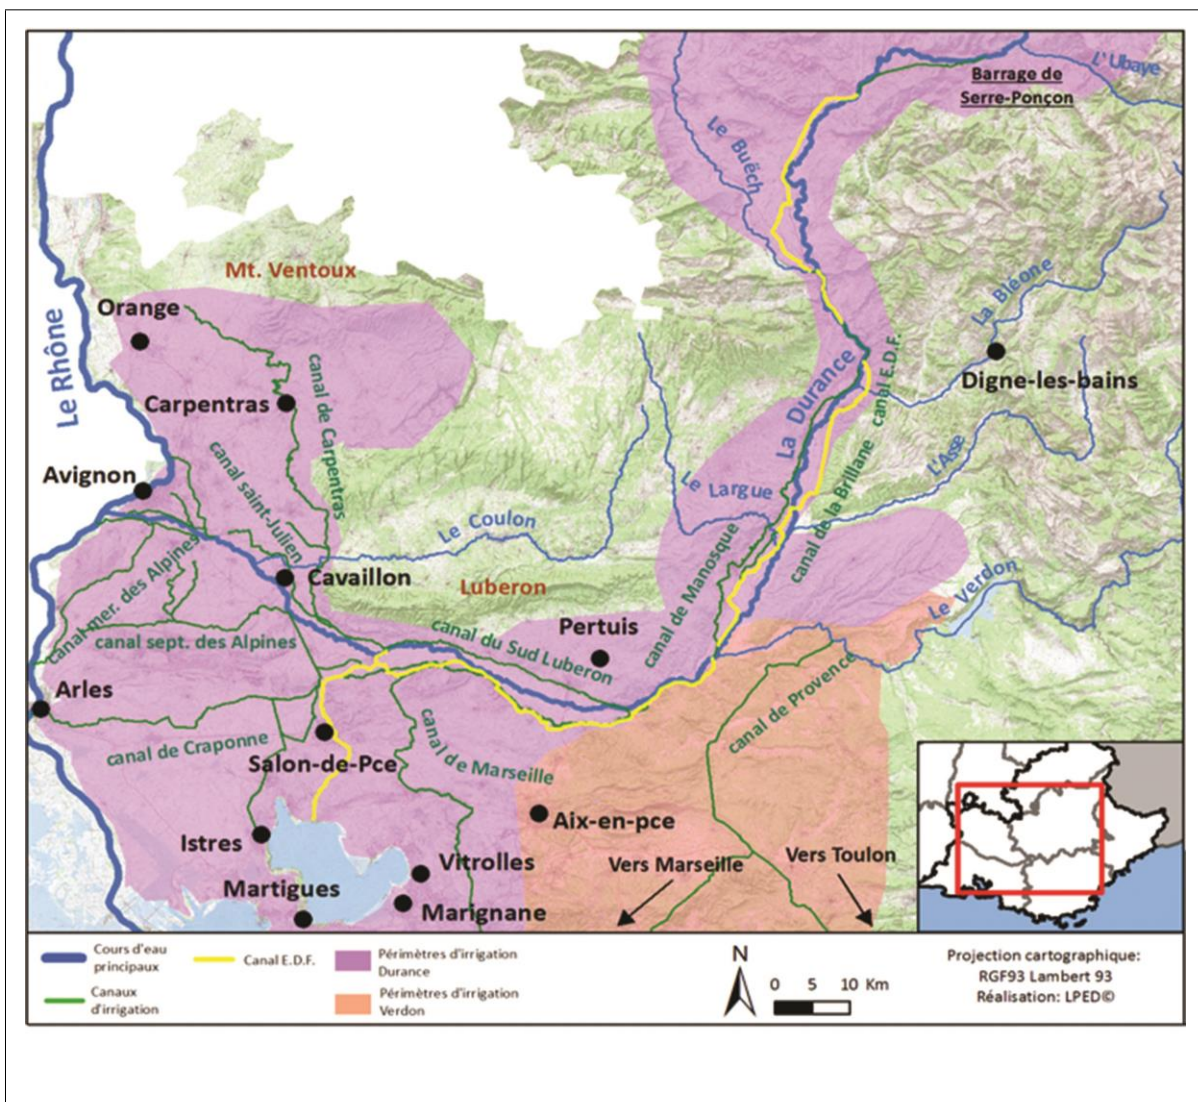 L'Ubaye
Barrage de
Serre-Ponçon
Le Buëch
Mt. Ventoux
La Bléone
Orange
Le Rhône
canal de Carpentras
La Durance
canal E.D.F.
Digne-les-bains
Carpentras
Avignon
canal saint-Julien
Le Largue
L'Asse
Le Coulon
canal de la Brillane
canal mer. des Alpines
Cavaillon
Luberon
canal de Manosque
Le Verdon
canal sept. des Alpines
canal du Sud Luberon
Pertuis
Arles
canal de Provence
canal de Craponne
canal de Marseille
Salon-de-Pce
Aix-en-pce
Istres
Vitrolles
Vers Marseille
Vers Toulon
Martigues
Marignane
Cours d'eau
principaux
Canal E.D.F.
Périmètres d'irrigation
Durance
Canaux
d'irrigation
Périmètres d'irrigation
Verdon
N
0 5 10 Km
Projection cartographique:
RGF93 Lambert 93
Réalisation: LPED©